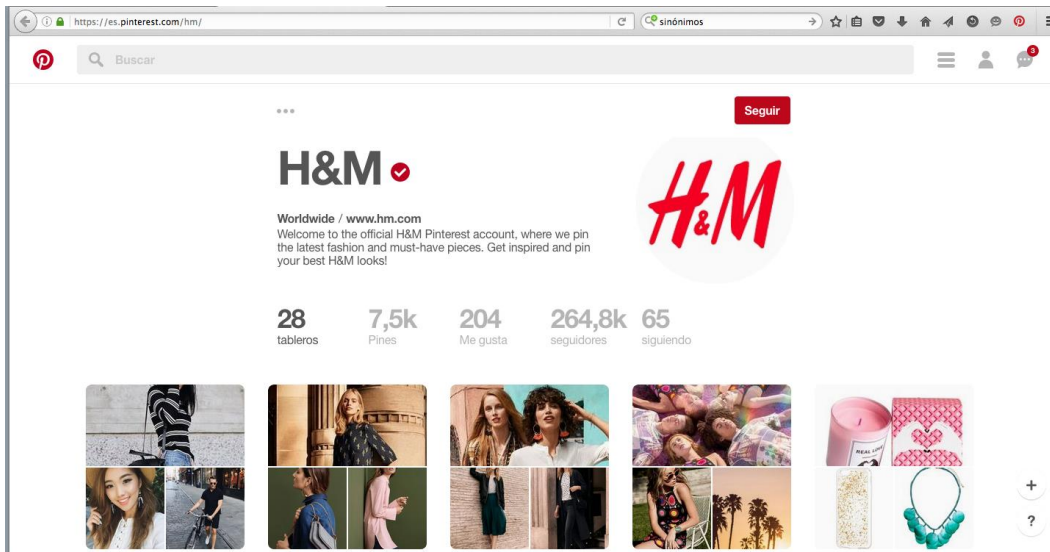 https://es.pinterest.com/hm/
sinónimos
Buscar
3
Seguir
H&M
H&M
Worldwide / www.hm.com
Welcome to the official H&M Pinterest account, where we pin
the latest fashion and must-have pieces. Get inspired and pin
your best H&M looks!
28 7,5k 204 264,8k 65
tableros Pines Me gusta seguidores siguiendo
+
?